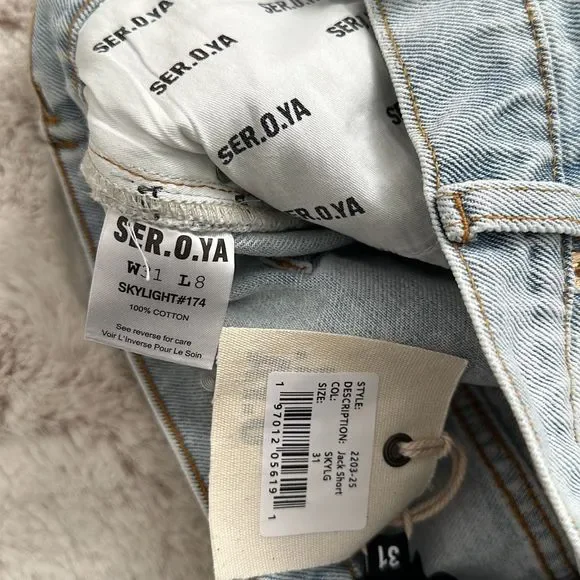 SER.O.YA
SER.O.YA
SER.O.YA
SER.O.YA
SER.O.YA
W31 L8
SKYLIGHT#174
100% COTTON
See reverse for care
Voir L'Inverse Pour Le Soin
STYLE: 2203-25
DESCRIPTION: Jack Short
COL: SKYLG
SIZE: 31
1 97012 05619 1
31